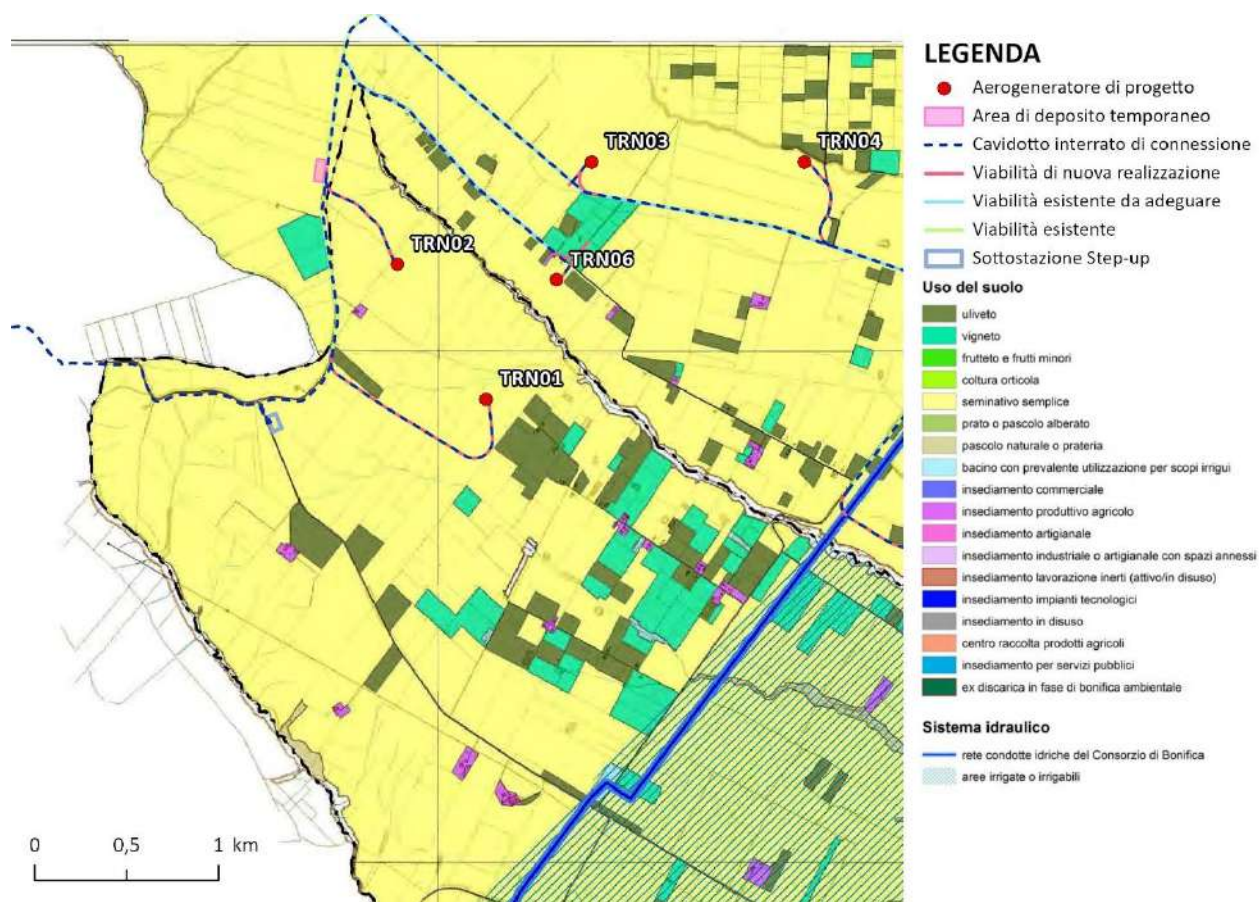 TRN03
TRN04
TRN02
TRN06
TRN01
0 0,5 1 km
LEGENDA
Aerogeneratore di progetto
Area di deposito temporaneo
Cavidotto interrato di connessione
Viabilità di nuova realizzazione
Viabilità esistente da adeguare
Viabilità esistente
Sottostazione Step-up
Uso del suolo
uliveto
vigneto
frutteto e frutti minori
coltura orticola
seminativo semplice
prato o pascolo alberato
pascolo naturale o prateria
bacino con prevalente utilizzazione per scopi irrigui
insediamento commerciale
insediamento produttivo agricolo
insediamento artigianale
insediamento industriale o artigianale con spazi annessi
insediamento lavorazione inerti (attivo/in disuso)
insediamento impianti tecnologici
insediamento in disuso
centro raccolta prodotti agricoli
insediamento per servizi pubblici
ex discarica in fase di bonifica ambientale
Sistema idraulico
rete condotte idriche del Consorzio di Bonifica
aree irrigate o irrigabili